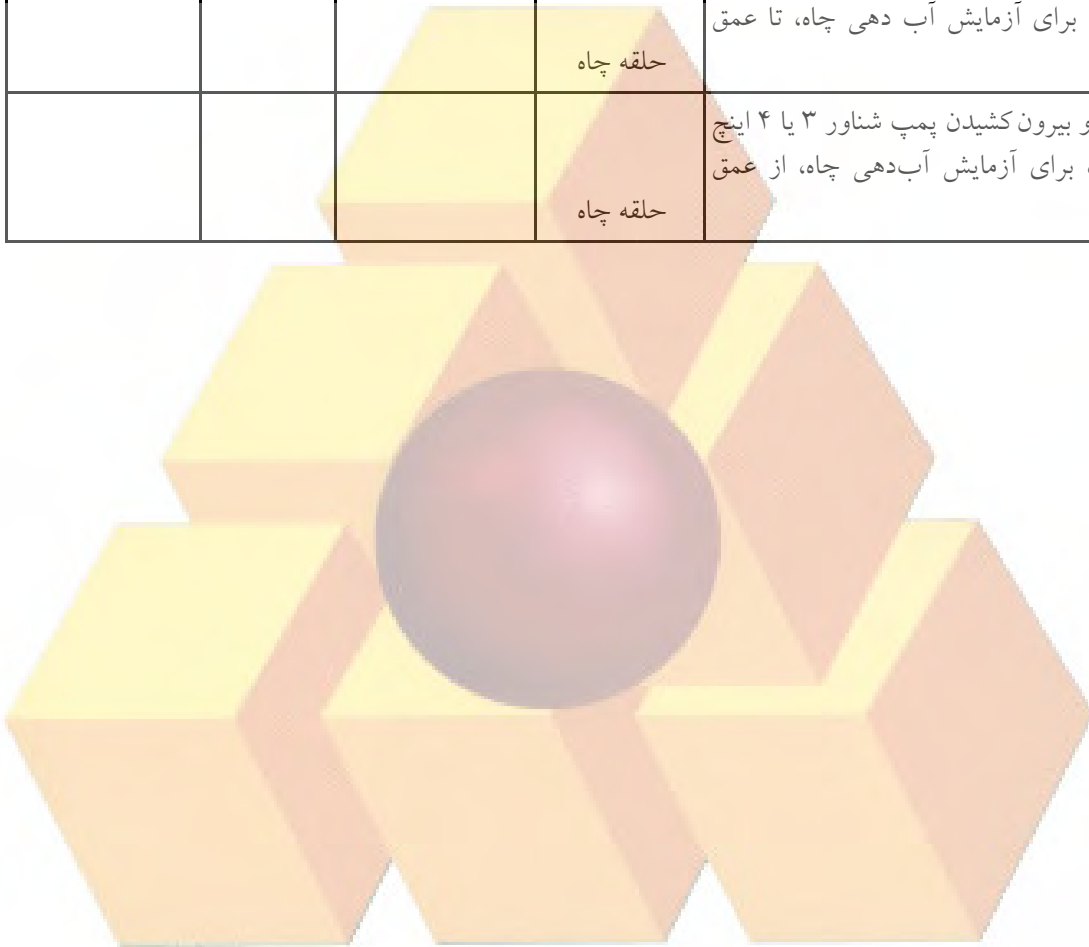 برای آزمایش آب دهی چاه، تا عمق
حلقه چاه
و بیرون‌کشیدن پمپ شناور ۳ یا ۴ اینچ
برای آزمایش آب‌دهی چاه، از عمق
حلقه چاه